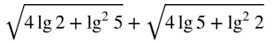 √(4 lg 2 + lg² 5) + √(4 lg 5 + lg² 2)